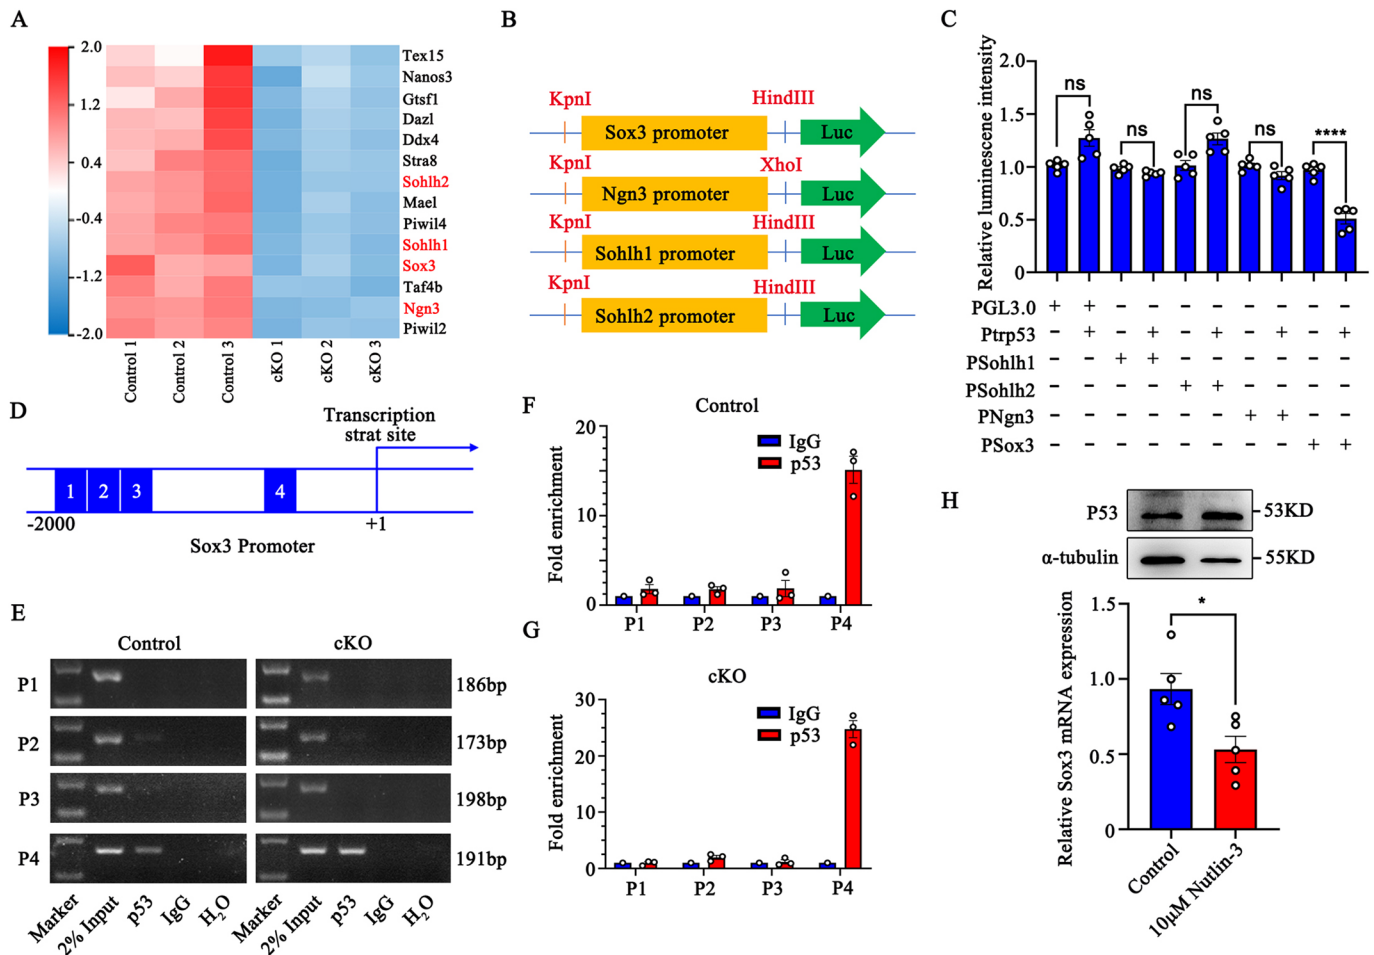 A
2.0
1.2
0.4
-0.4
-1.2
-2.0
Tex15
Nanos3
Gtsf1
Dazl
Ddx4
Stra8
Sohlh2
Mael
Piwil4
Sohlh1
Sox3
Taf4b
Ngn3
Piwil2
Control 1
Control 2
Control 3
cKO 1
cKO 2
cKO 3
B
KpnI
HindIII
Sox3 promoter
Luc
KpnI
XhoI
Ngn3 promoter
Luc
KpnI
HindIII
Sohlh1 promoter
Luc
KpnI
HindIII
Sohlh2 promoter
Luc
C
Relative luminescene intensity
2.0
1.5
1.0
0.5
0
ns
ns
ns
ns
****
PGL3.0 + + - - - - - - - -
Ptrp53 - + - + - + - + - +
PSohlh1 - - + + - - - - - -
PSohlh2 - - - - + + - - - -
PNgn3 - - - - - - + + - -
PSox3 - - - - - - - - + +
D
Transcription
strat site
1 2 3 4
-2000
+1
Sox3 Promoter
E
Control
cKO
P1
186bp
P2
173bp
P3
198bp
P4
191bp
Marker
2% Input
p53
IgG
H2O
Marker
2% Input
p53
IgG
H2O
F
Control
Fold enrichment
20
15
10
5
0
IgG
p53
P1 P2 P3 P4
G
cKO
Fold enrichment
30
20
10
0
IgG
p53
P1 P2 P3 P4
H
P53
53KD
α-tubulin
55KD
Relative Sox3 mRNA expression
1.5
1.0
0.5
0
*
Control
10μM Nutlin-3